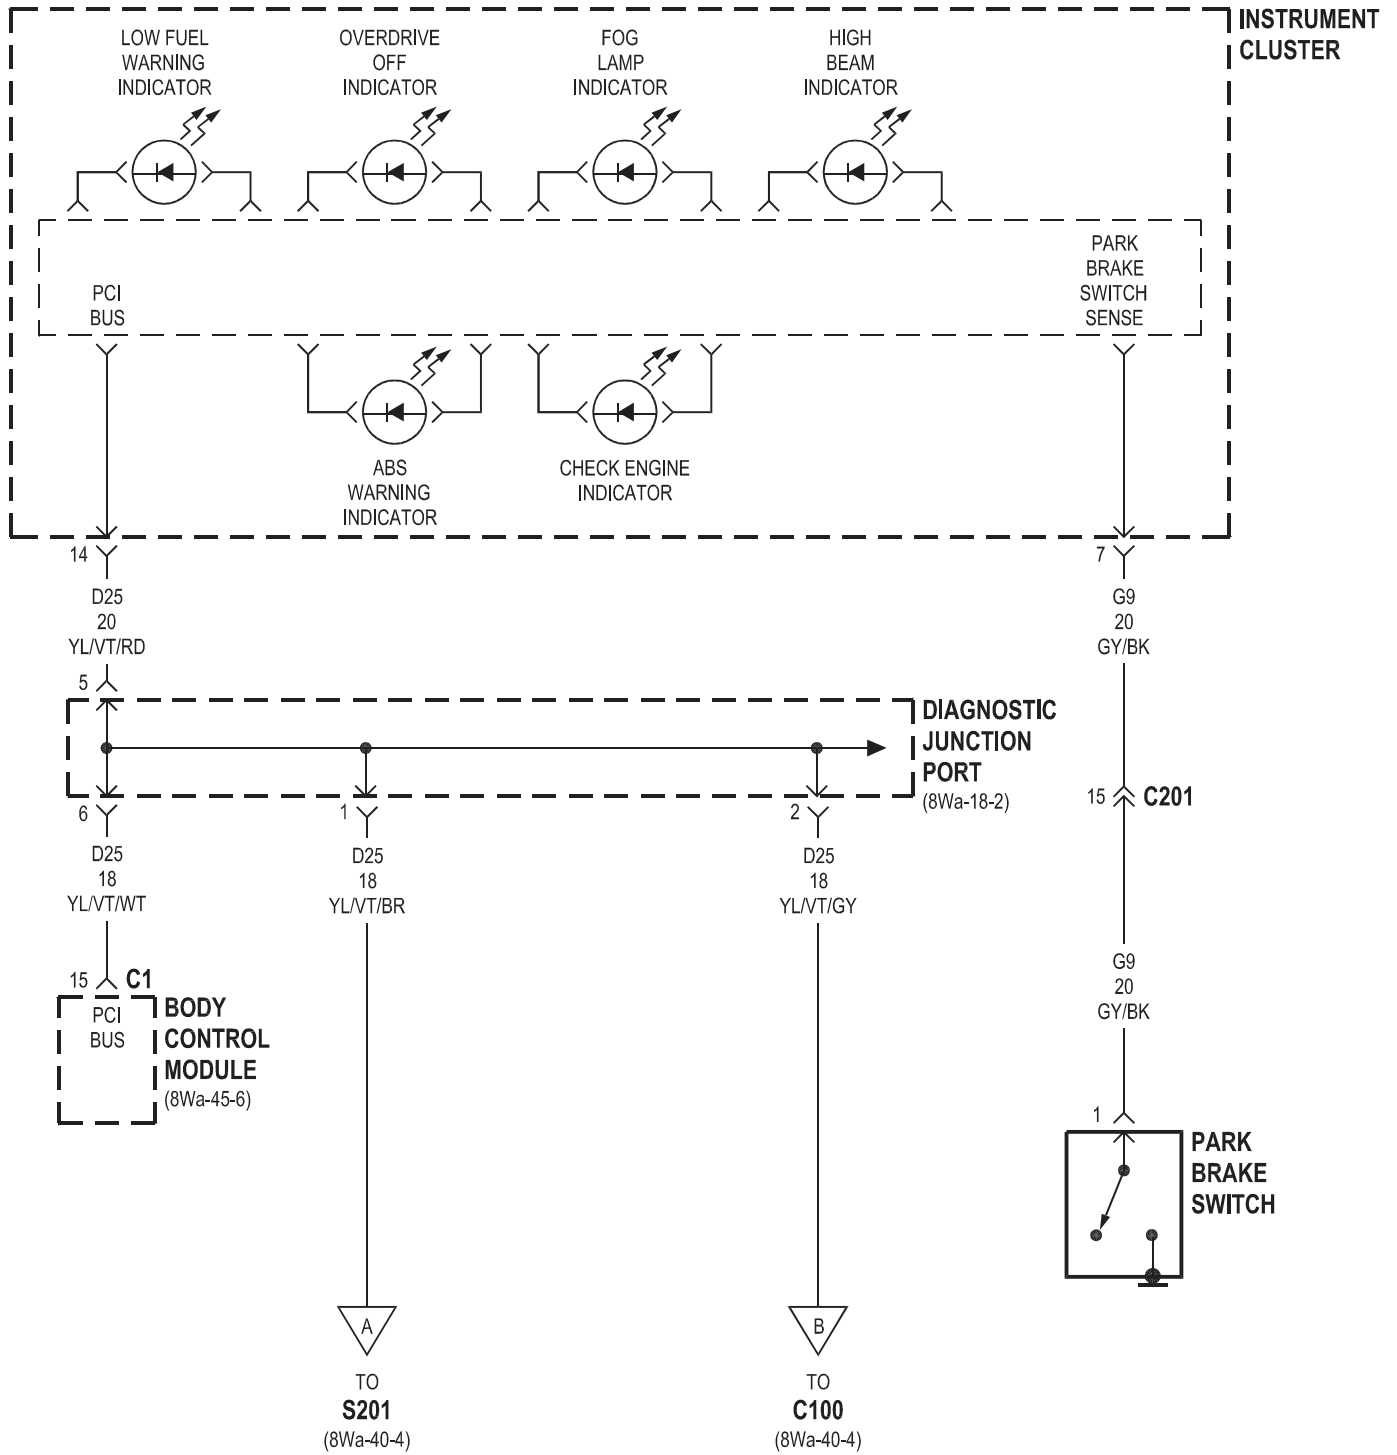 INSTRUMENT
CLUSTER
LOW FUEL
WARNING
INDICATOR
OVERDRIVE
OFF
INDICATOR
FOG
LAMP
INDICATOR
HIGH
BEAM
INDICATOR
PCI
BUS
PARK
BRAKE
SWITCH
SENSE
ABS
WARNING
INDICATOR
CHECK ENGINE
INDICATOR
14
D25
20
YL/VT/RD
5
7
G9
20
GY/BK
DIAGNOSTIC
JUNCTION
PORT
(8Wa-18-2)
15 C201
6
D25
18
YL/VT/WT
1
D25
18
YL/VT/BR
2
D25
18
YL/VT/GY
15 C1
PCI
BUS
BODY
CONTROL
MODULE
(8Wa-45-6)
G9
20
GY/BK
1
PARK
BRAKE
SWITCH
A
TO
S201
(8Wa-40-4)
B
TO
C100
(8Wa-40-4)